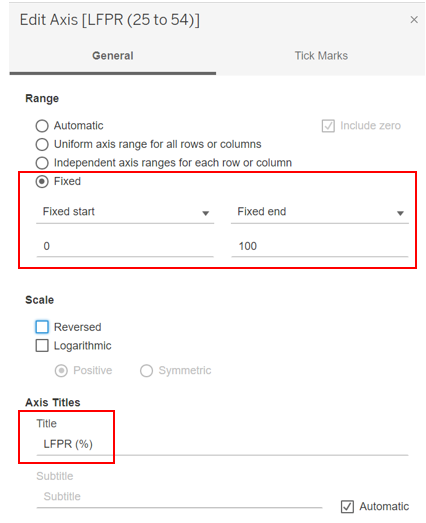 Edit Axis [LFPR (25 to 54)] ×
General Tick Marks
Range
Automatic Include zero
Uniform axis range for all rows or columns
Independent axis ranges for each row or column
Fixed
Fixed start Fixed end
0 100
Scale
Reversed
Logarithmic
Positive Symmetric
Axis Titles
Title
LFPR (%)
Subtitle
Subtitle Automatic